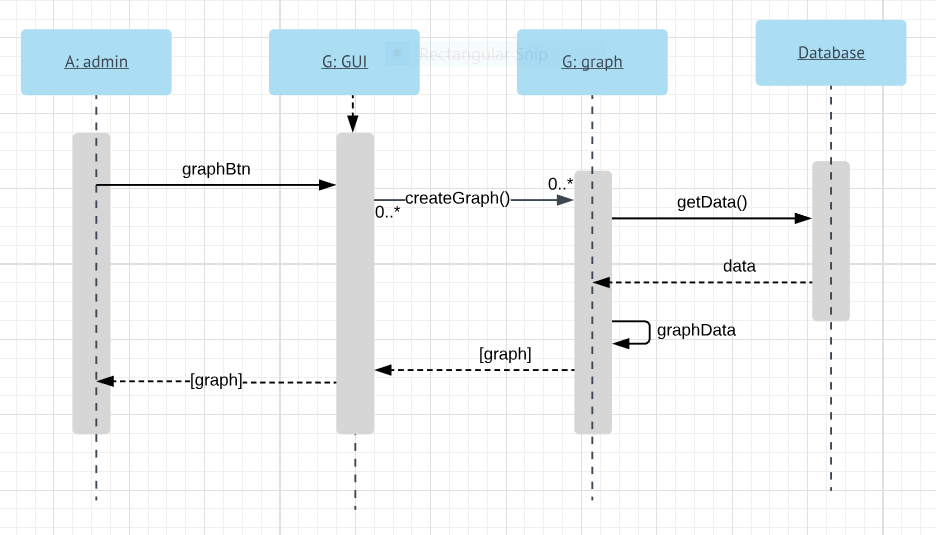 A: admin
G: GUI
Rectangular Snip
G: graph
Database
graphBtn
0..*
createGraph()
0..*
getData()
data
graphData
[graph]
[graph]